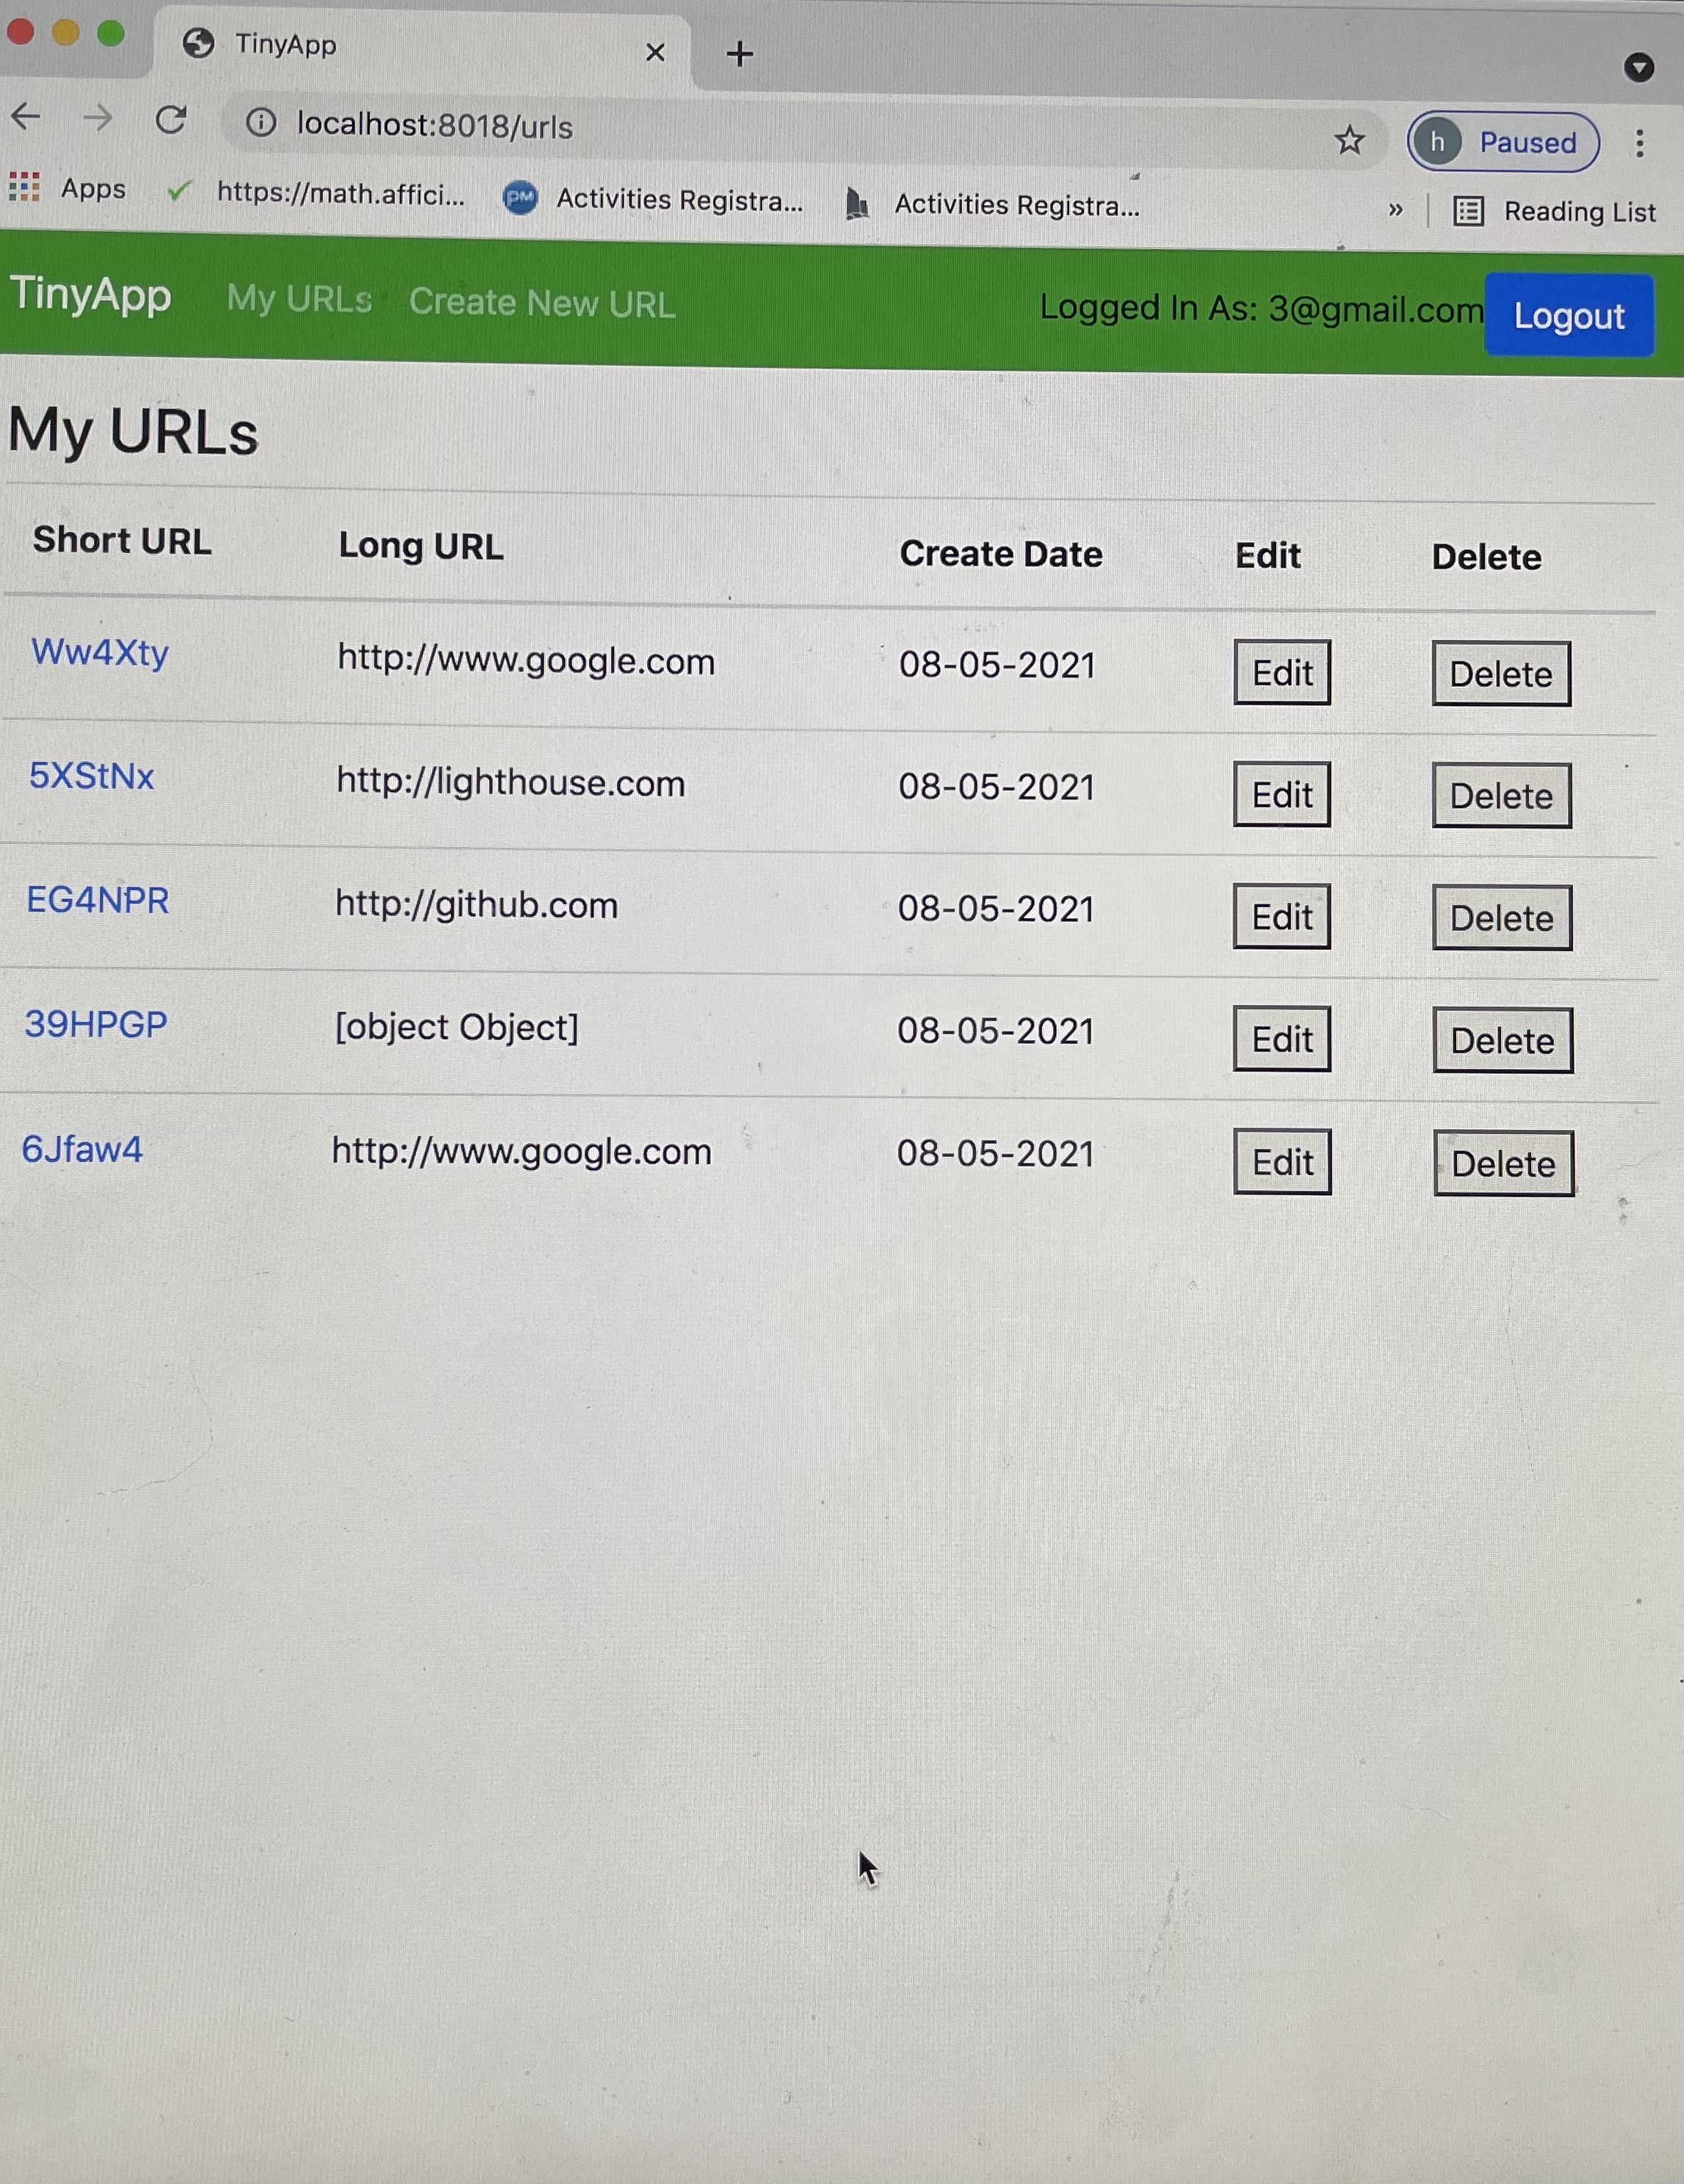 TinyApp
localhost:8018/urls
h Paused
Apps https://math.affici... PM Activities Registra... Activities Registra... » Reading List
TinyApp My URLs Create New URL Logged In As: 3@gmail.com Logout
My URLs
Short URL Long URL Create Date Edit Delete
Ww4Xty http://www.google.com 08-05-2021 Edit Delete
5XStNx http://lighthouse.com 08-05-2021 Edit Delete
EG4NPR http://github.com 08-05-2021 Edit Delete
39HPGP [object Object] 08-05-2021 Edit Delete
6Jfaw4 http://www.google.com 08-05-2021 Edit Delete